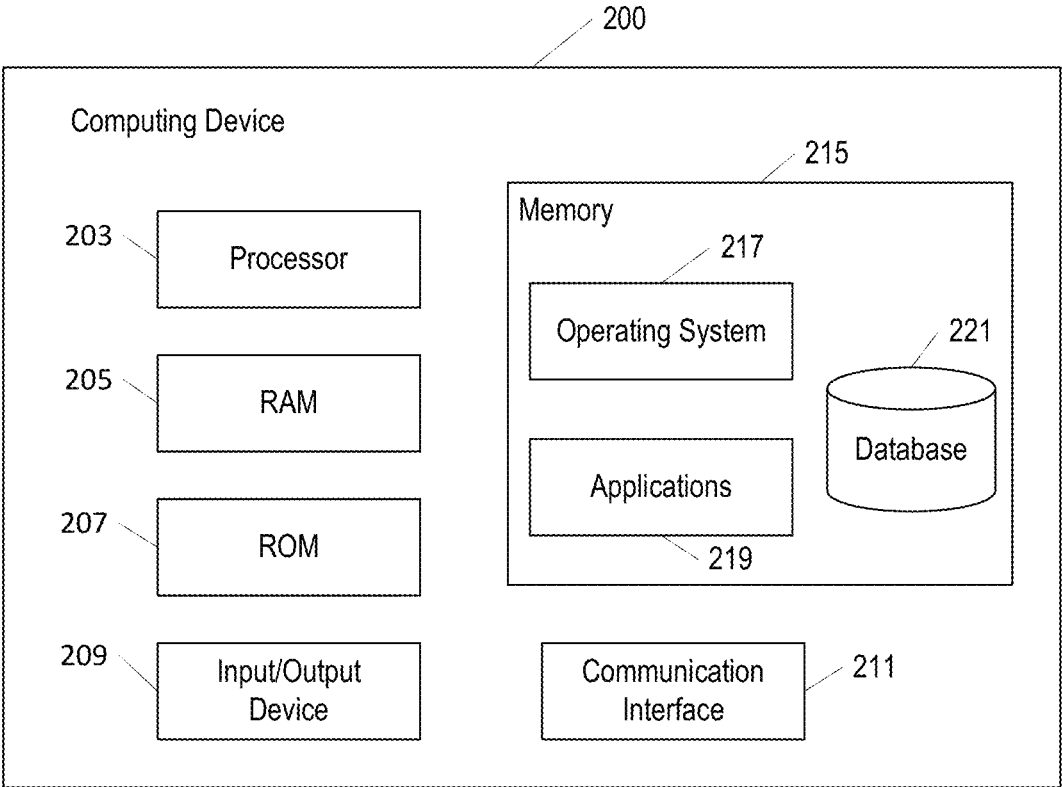 200
Computing Device
215
Memory
203
Processor
217
Operating System
221
205
RAM
Database
Applications
219
207
ROM
209
Input/Output
Device
Communication
Interface
211